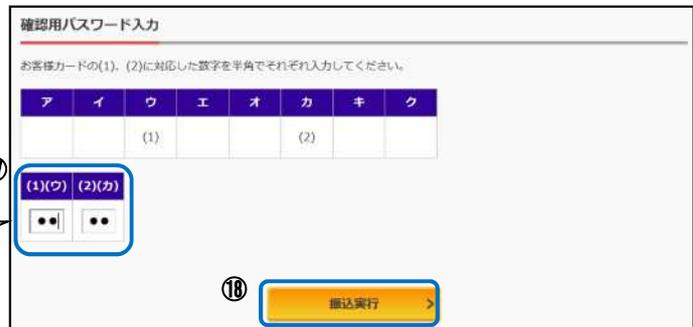 確認用パスワード入力
お客様カードの(1)、(2)に対応した数字を半角でそれぞれ入力してください。
ア イ ウ エ オ カ キ ク
(1) (2)
(1)(ウ) (2)(カ)
●● ●●
⑱ 振込実行 >